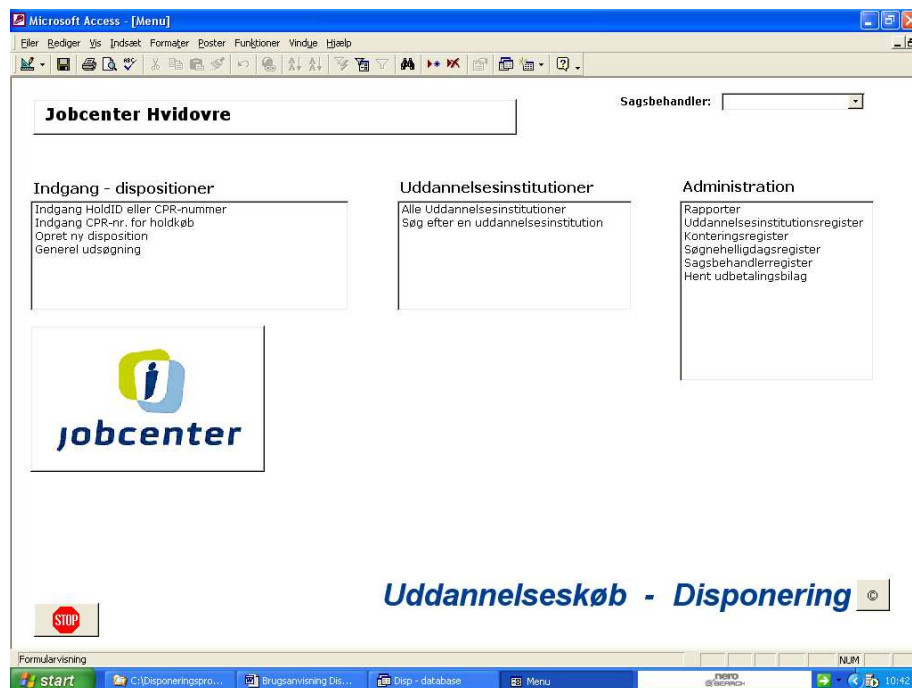 Microsoft Access - [Menu]
Filer Rediger Vis Indsæt Formater Poster Funktioner Vindue Hjælp
Jobcenter Hvidovre
Sagsbehandler:
Indgang - dispositioner
Indgang HoldID eller CPR-nummer
Indgang CPR-nr. for holdkøb
Opret ny disposition
Generel udsøgning
Uddannelsesinstitutioner
Alle Uddannelsesinstitutioner
Søg efter en uddannelsesinstitution
Administration
Rapporter
Uddannelsesinstitutionsregister
Konteringsregister
Søgnehelligdagsregister
Sagsbehandlerregister
Hent udbetalingsbilag
jobcenter
STOP
Uddannelseskøb - Disponering ©
Formularvisning
NUM
start
C:\Disponeringspro...
Brugsanvisning Dis...
Disp - database
Menu
nero
SEARCH
10:42